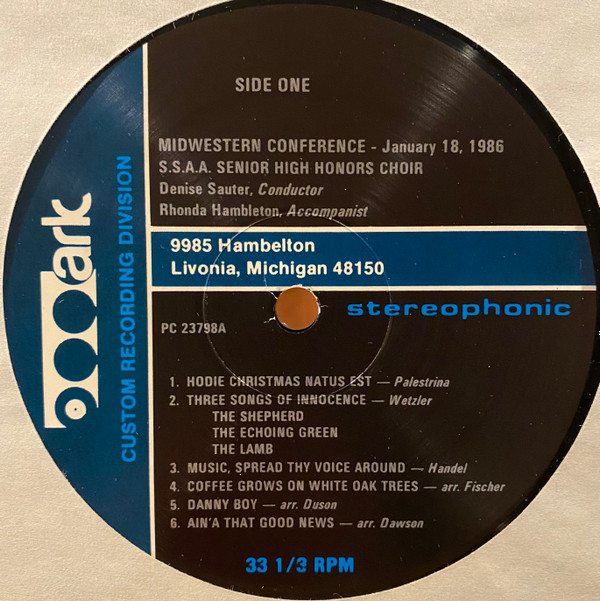 SIDE ONE
MIDWESTERN CONFERENCE - January 18, 1986
S.S.A.A. SENIOR HIGH HONORS CHOIR
Denise Sauter, Conductor
Rhonda Hambleton, Accompanist
9985 Hambelton
Livonia, Michigan 48150
stereophonic
PC 23798A
1. HODIE CHRISTMAS NATUS EST — Palestrina
2. THREE SONGS OF INNOCENCE — Wetzler
THE SHEPHERD
THE ECHOING GREEN
THE LAMB
3. MUSIC, SPREAD THY VOICE AROUND — Handel
4. COFFEE GROWS ON WHITE OAK TREES — arr. Fischer
5. DANNY BOY — arr. Duson
6. AIN'A THAT GOOD NEWS — arr. Dawson
33 1/3 RPM
CUSTOM RECORDING DIVISION